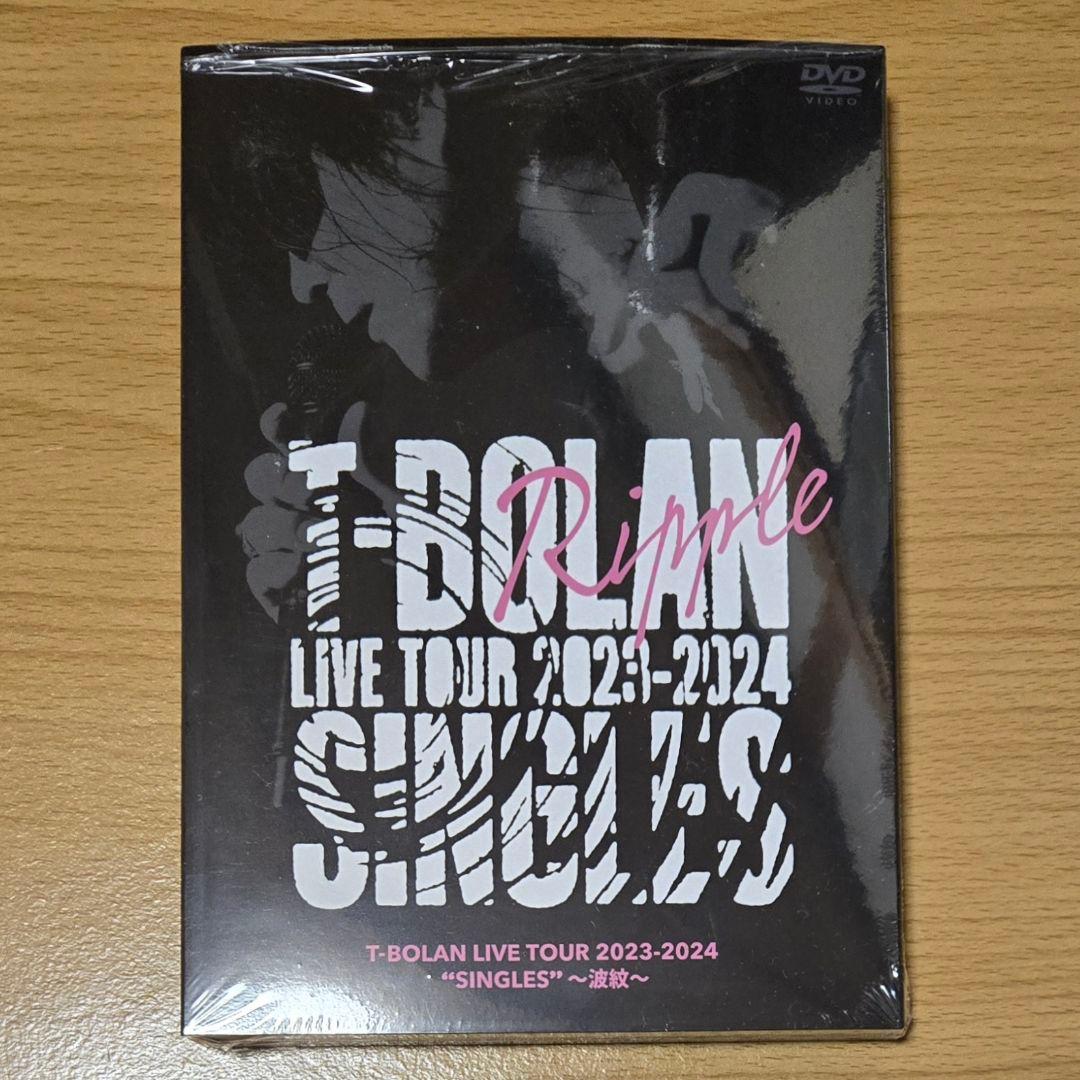 DVD
VIDEO
T-BOLAN
Ripple
LIVE TOUR 2023-2024
SINGLES
T-BOLAN LIVE TOUR 2023-2024
“SINGLES” ~波紋~